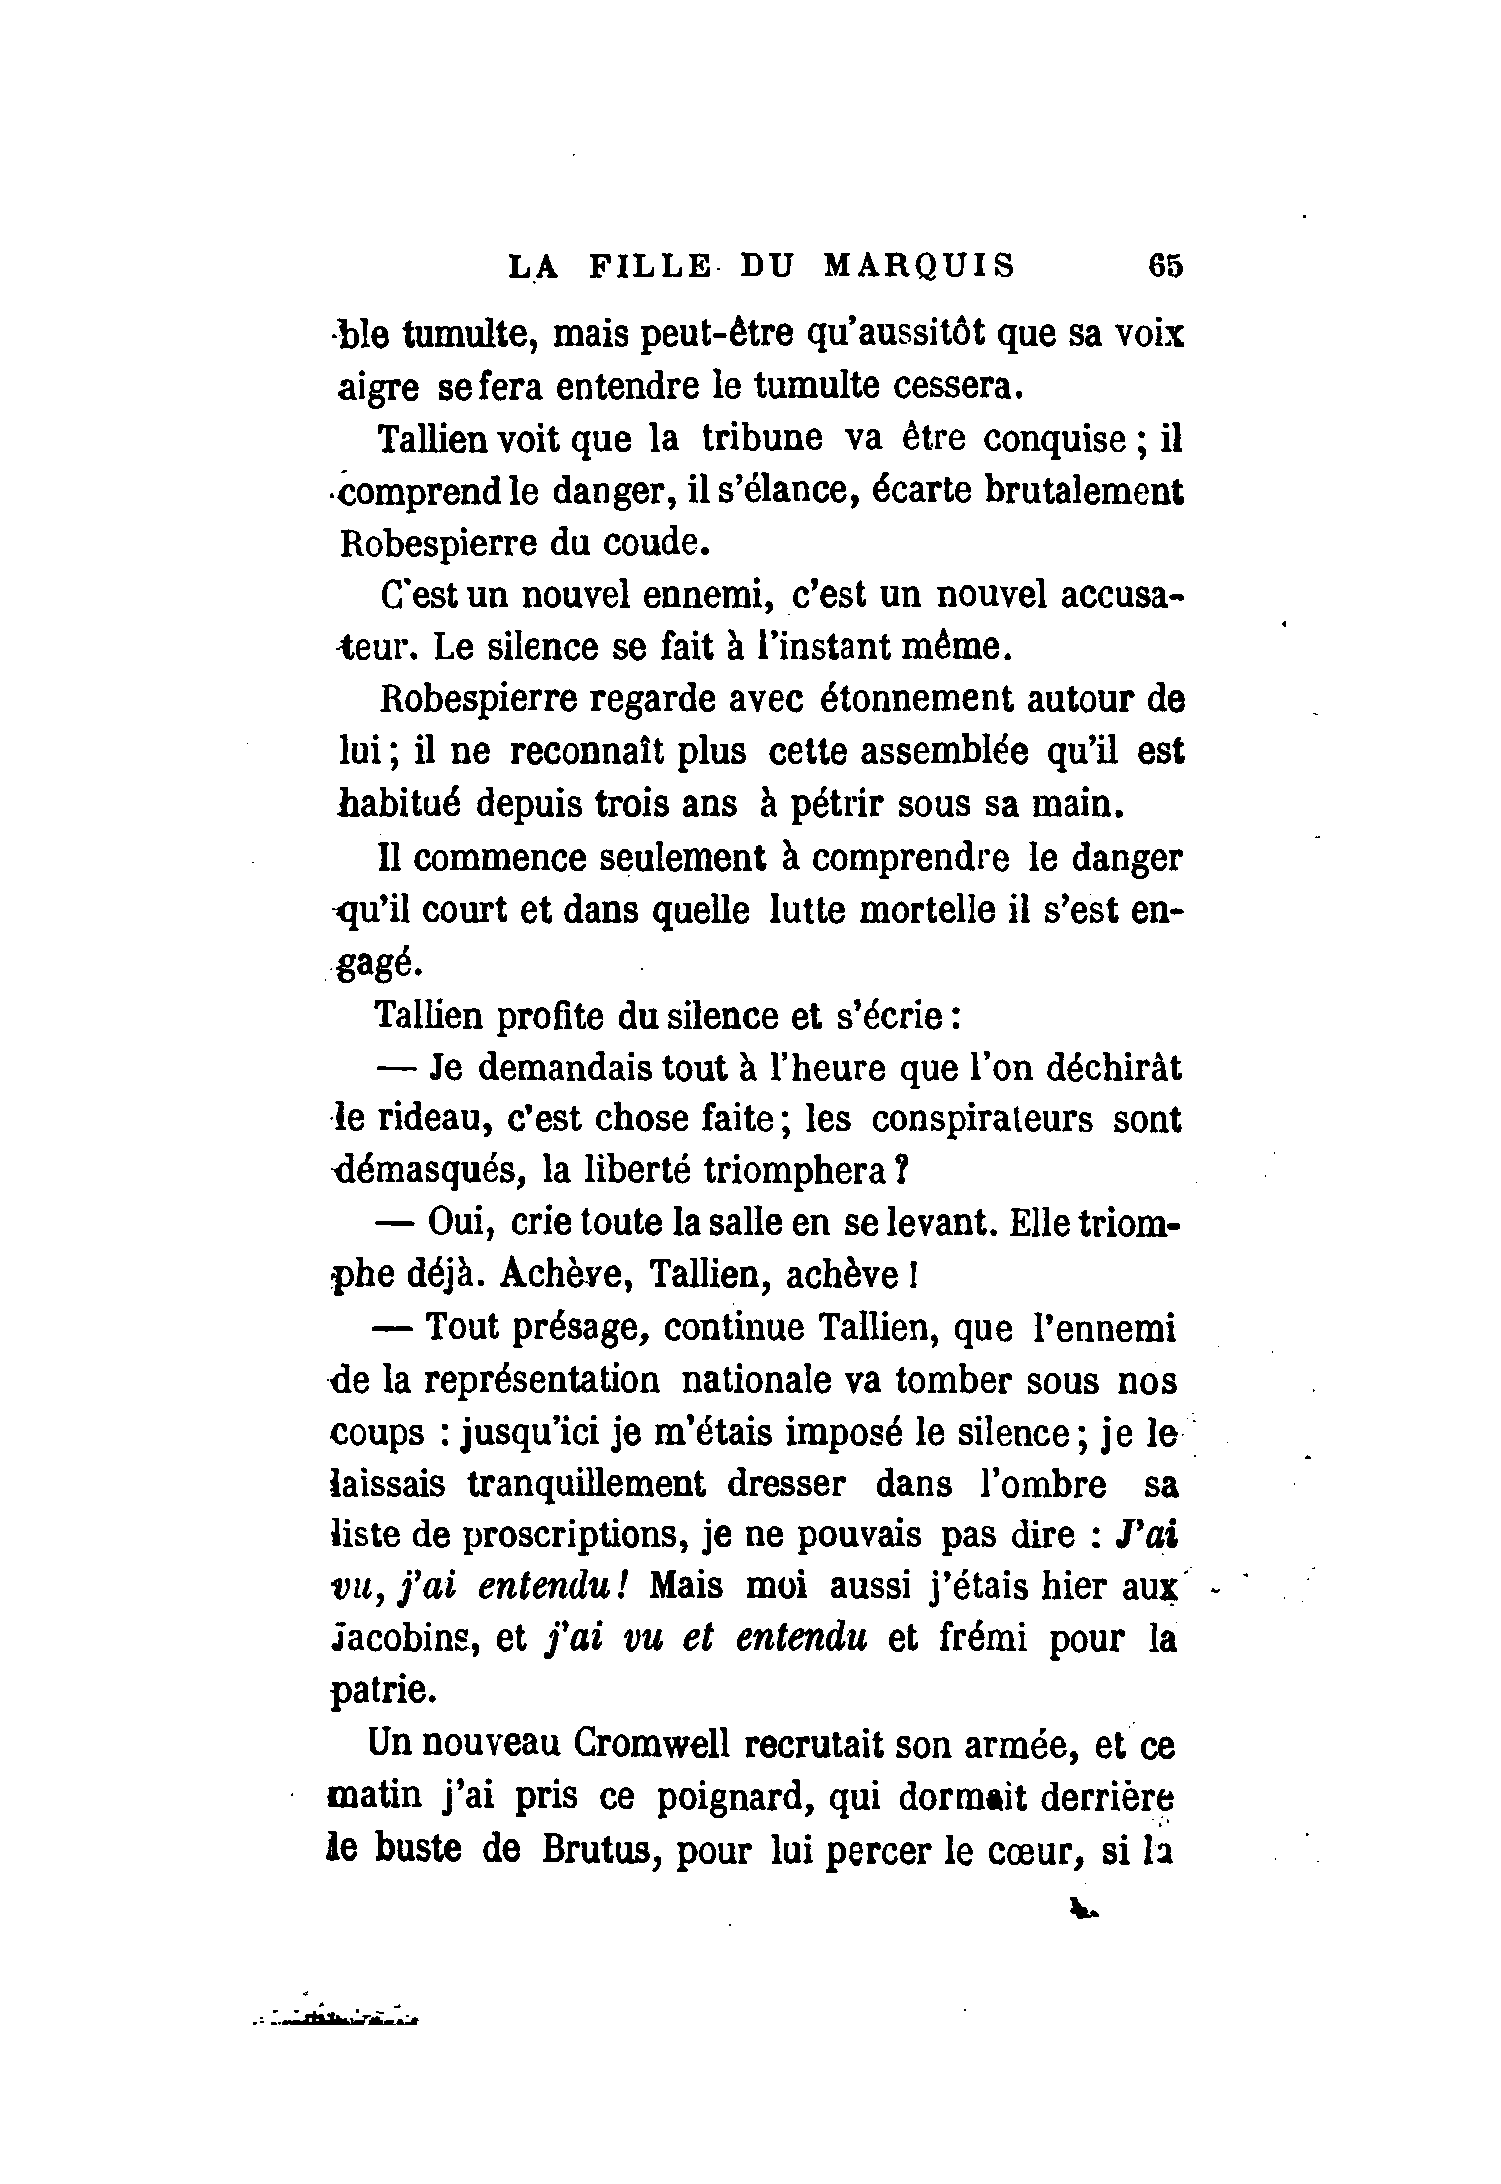 LA FILLE DU MARQUIS 65
ble tumulte, mais peut-être qu'aussitôt que sa voix
aigre se fera entendre le tumulte cessera.
Tallien voit que la tribune va être conquise ; il
comprend le danger, il s'élance, écarte brutalement
Robespierre du coude.
C'est un nouvel ennemi, c'est un nouvel accusa-
teur. Le silence se fait à l'instant même.
Robespierre regarde avec étonnement autour de
lui ; il ne reconnaît plus cette assemblée qu'il est
habitué depuis trois ans à pétrir sous sa main.
Il commence seulement à comprendre le danger
qu'il court et dans quelle lutte mortelle il s'est en-
gagé.
Tallien profite du silence et s'écrie :
— Je demandais tout à l'heure que l'on déchirât
le rideau, c'est chose faite ; les conspirateurs sont
démasqués, la liberté triomphera ?
— Oui, crie toute la salle en se levant. Elle triom-
phe déjà. Achève, Tallien, achève !
— Tout présage, continue Tallien, que l'ennemi
de la représentation nationale va tomber sous nos
coups : jusqu'ici je m'étais imposé le silence ; je le
laissais tranquillement dresser dans l'ombre sa
liste de proscriptions, je ne pouvais pas dire : J'ai
vu, j'ai entendu ! Mais moi aussi j'étais hier aux
Jacobins, et j'ai vu et entendu et frémi pour la
patrie.
Un nouveau Cromwell recrutait son armée, et ce
matin j'ai pris ce poignard, qui dormait derrière
le buste de Brutus, pour lui percer le cœur, si la